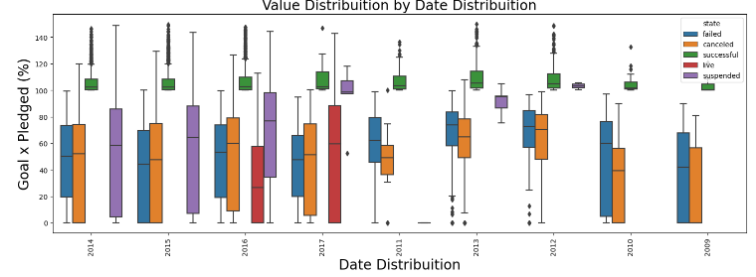 Value Distribuition by Date Distribuition
state
failed
canceled
successful
live
suspended
Goal x Pledged (%)
140
120
100
80
60
40
20
0
2014
2015
2016
2017
2011
2013
2012
2010
2009
Date Distribuition